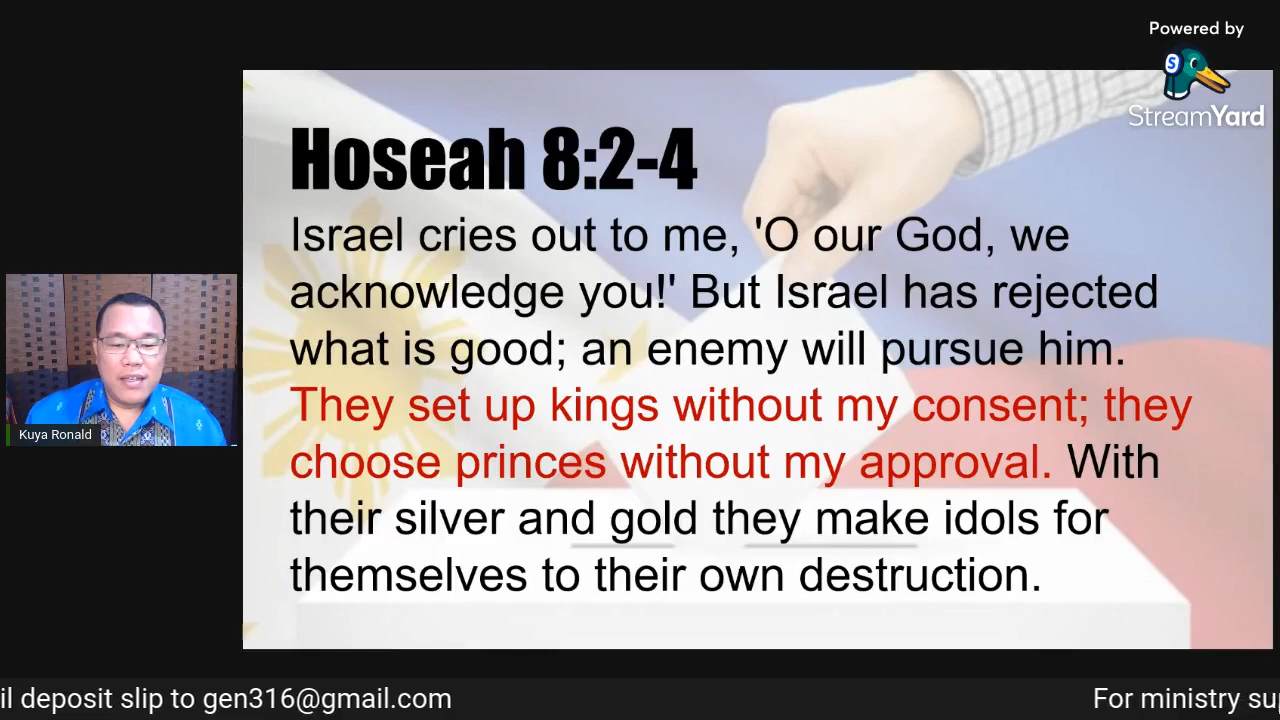 Powered by
StreamYard
Hoseah 8:2-4
Israel cries out to me, 'O our God, we
acknowledge you!' But Israel has rejected
what is good; an enemy will pursue him.
They set up kings without my consent; they
choose princes without my approval. With
their silver and gold they make idols for
themselves to their own destruction.
Kuya Ronald
deposit slip to gen316@gmail.com
For ministry